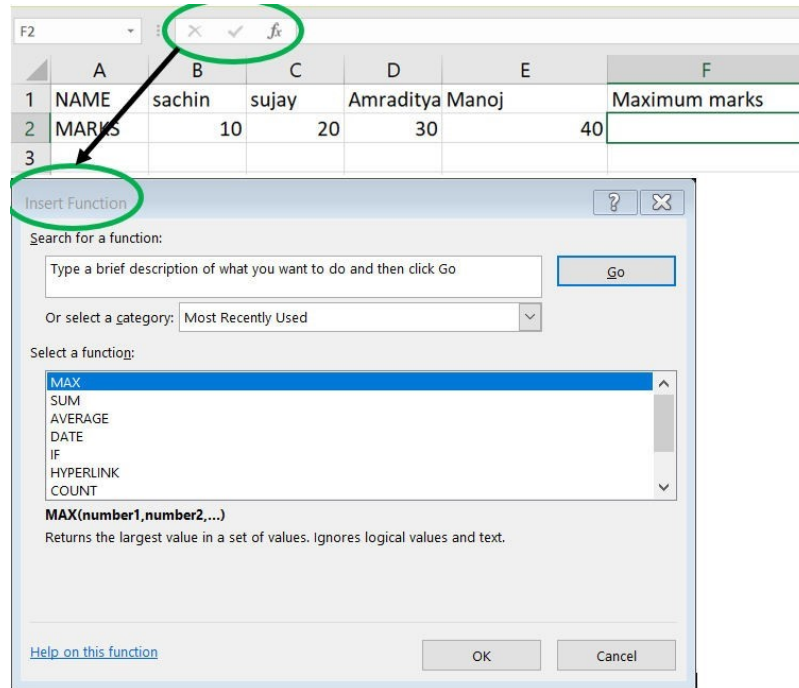 F2 fx
A B C D E F
1 NAME sachin sujay Amraditya Manoj Maximum marks
2 MARKS 10 20 30 40
3
Insert Function
Search for a function:
Type a brief description of what you want to do and then click Go
Go
Or select a category: Most Recently Used
Select a function:
MAX
SUM
AVERAGE
DATE
IF
HYPERLINK
COUNT
MAX(number1,number2,...)
Returns the largest value in a set of values. Ignores logical values and text.
Help on this function
OK Cancel